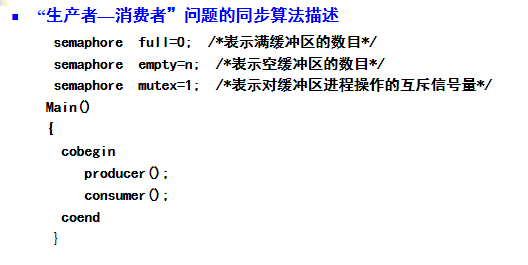 “生产者—消费者”问题的同步算法描述
semaphore full=0; /*表示满缓冲区的数目*/
semaphore empty=n; /*表示空缓冲区的数目*/
semaphore mutex=1; /*表示对缓冲区进程操作的互斥信号量*/
Main()
{
cobegin
producer();
consumer();
coend
}